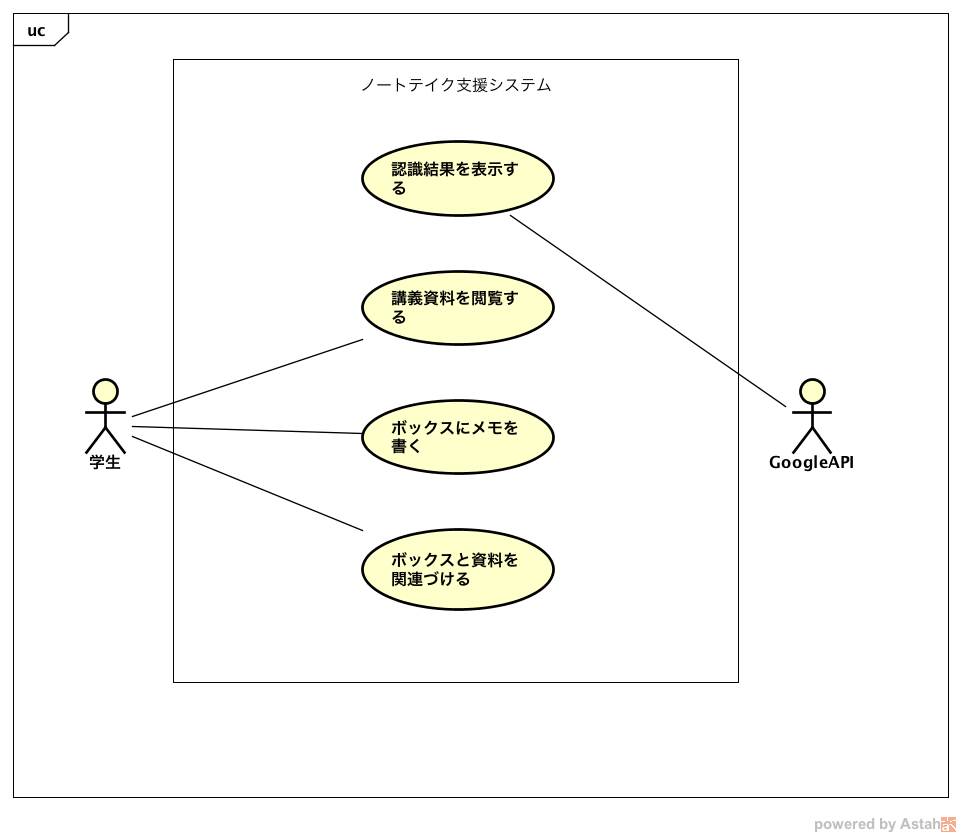 uc
ノートテイク支援システム
認識結果を表示す
る
講義資料を閲覧す
る
ボックスにメモを
書く
学生
GoogleAPI
ボックスと資料を
関連づける
powered by Astah